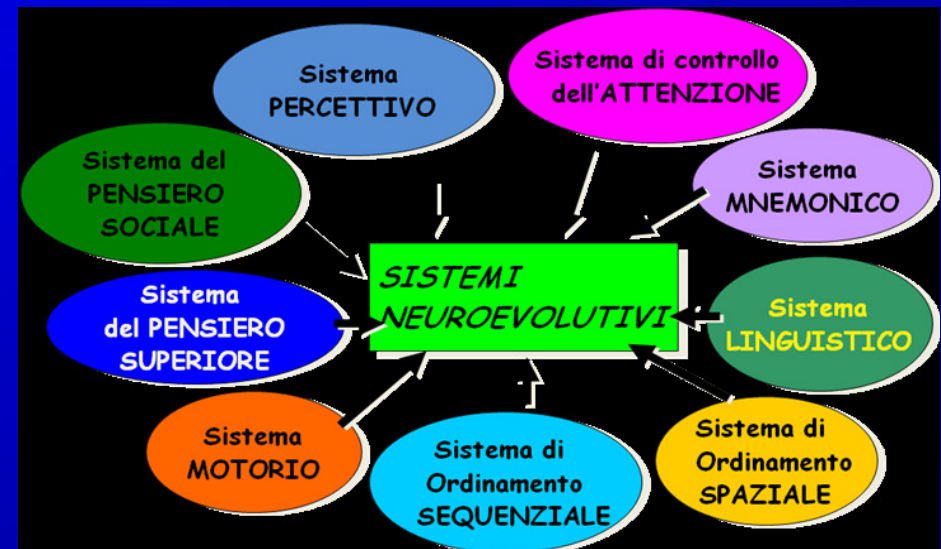 Sistema
PERCETTIVO
Sistema di controllo
dell'ATTENZIONE
Sistema del
PENSIERO
SOCIALE
Sistema
MNEMONICO
SISTEMI
NEUROEVOLUTIVI
Sistema
del PENSIERO
SUPERIORE
Sistema
LINGUISTICO
Sistema
MOTORIO
Sistema di
Ordinamento
SEQUENZIALE
Sistema di
Ordinamento
SPAZIALE